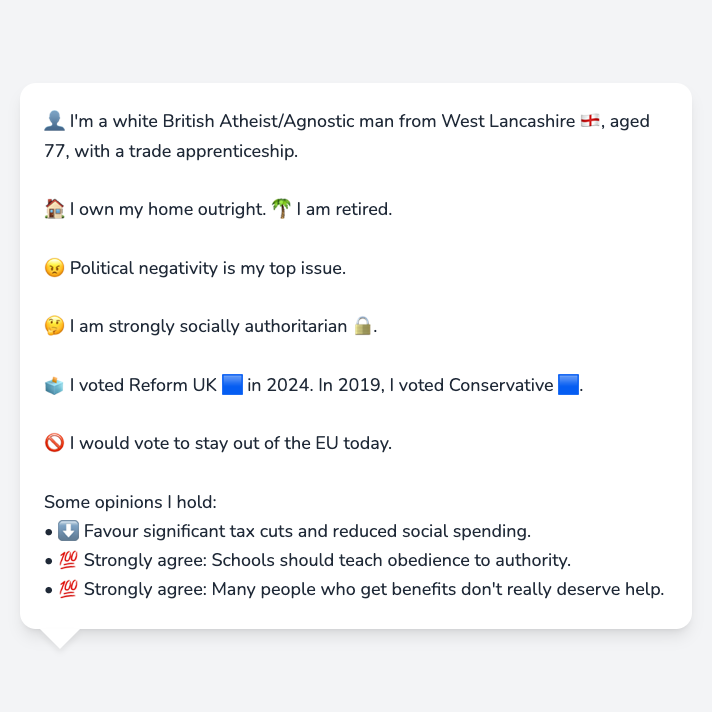 👤 I'm a white British Atheist/Agnostic man from West Lancashire 🏴󠁧󠁢󠁥󠁮󠁧󠁿, aged
77, with a trade apprenticeship.
🏠 I own my home outright. 🌴 I am retired.
😠 Political negativity is my top issue.
🤔 I am strongly socially authoritarian 🔒.
🗳️ I voted Reform UK 🟦 in 2024. In 2019, I voted Conservative 🟦.
🚫 I would vote to stay out of the EU today.
Some opinions I hold:
• ⬇️ Favour significant tax cuts and reduced social spending.
• 💯 Strongly agree: Schools should teach obedience to authority.
• 💯 Strongly agree: Many people who get benefits don't really deserve help.